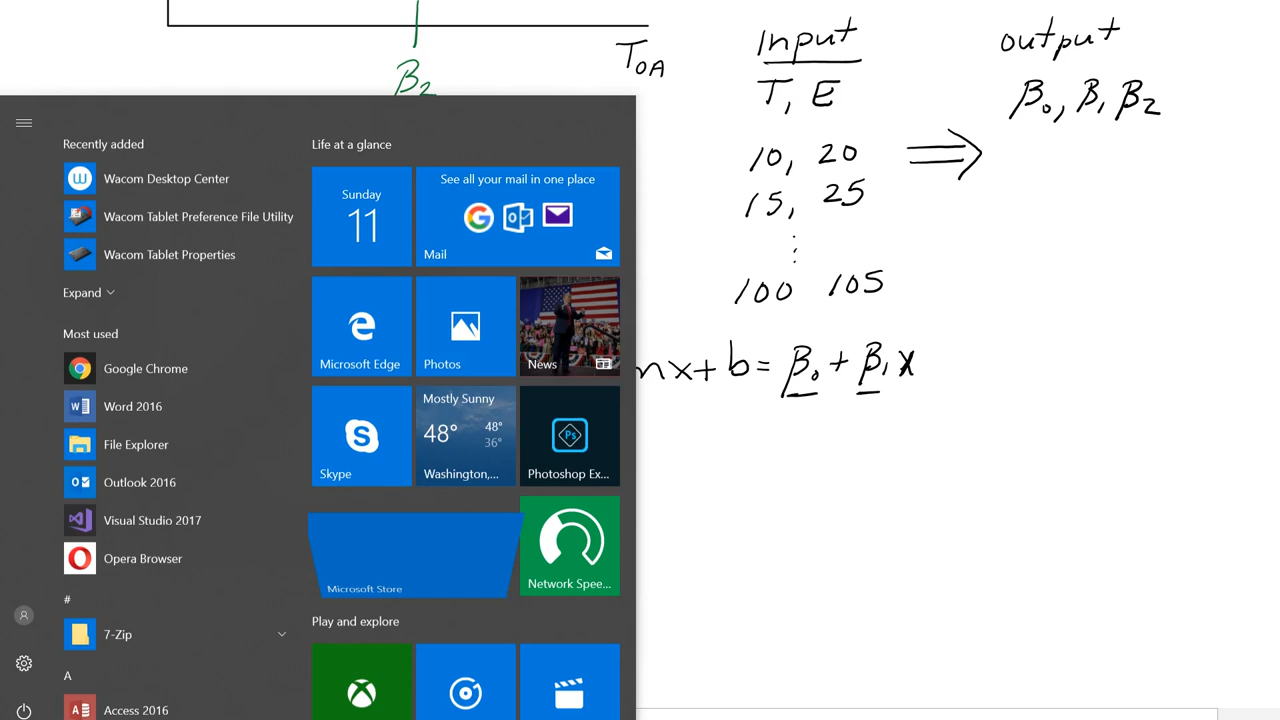 T_OA
β₂
Input
T, E
10, 20
15, 25
⋮
100 105
output
β₀, β₁, β₂
⇒
mx + b = β₀ + β₁x
Recently added
Wacom Desktop Center
Wacom Tablet Preference File Utility
Wacom Tablet Properties
Expand
Most used
Google Chrome
Word 2016
File Explorer
Outlook 2016
Visual Studio 2017
Opera Browser
#
7-Zip
A
Access 2016
Life at a glance
Sunday
11
See all your mail in one place
Mail
Microsoft Edge
Photos
News
Skype
Mostly Sunny
48° 48°
36°
Washington,...
Ps
Photoshop Ex...
Microsoft Store
Network Spee...
Play and explore